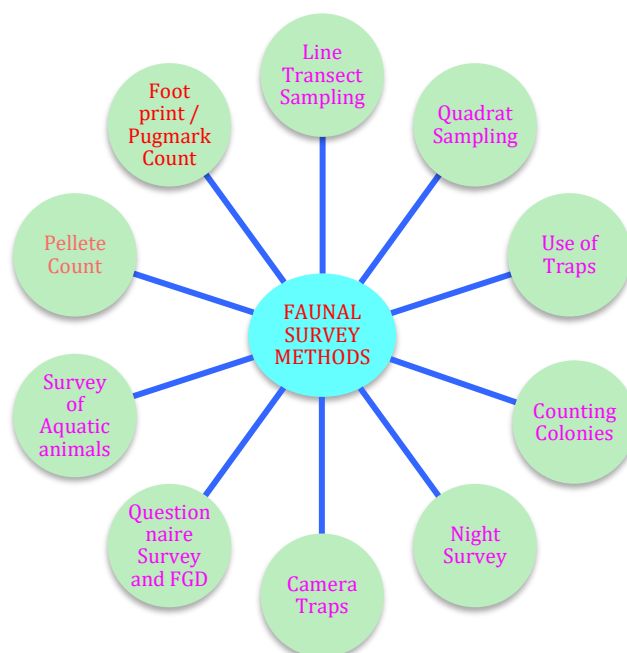 Line
Transect
Sampling
Quadrat
Sampling
Use of
Traps
Counting
Colonies
Night
Survey
Camera
Traps
Question
naire
Survey
and FGD
Survey
of
Aquatic
animals
Pellete
Count
Foot
print /
Pugmark
Count
FAUNAL
SURVEY
METHODS